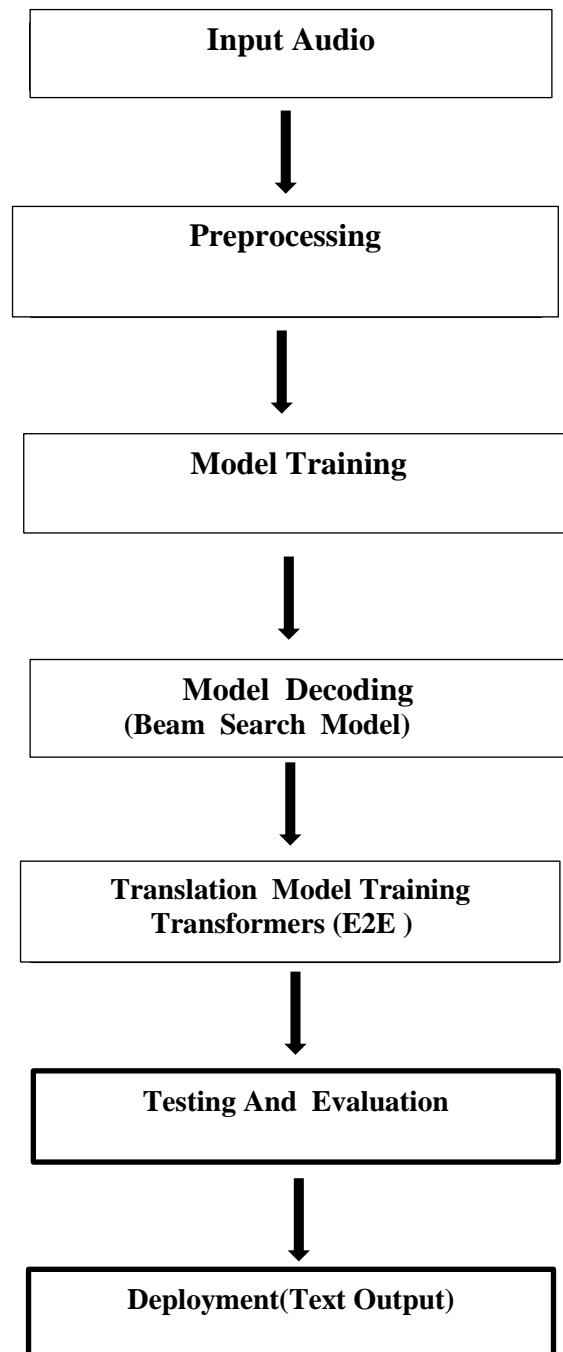 Input Audio
Preprocessing
Model Training
Model Decoding
(Beam Search Model)
Translation Model Training
Transformers (E2E )
Testing And Evaluation
Deployment(Text Output)